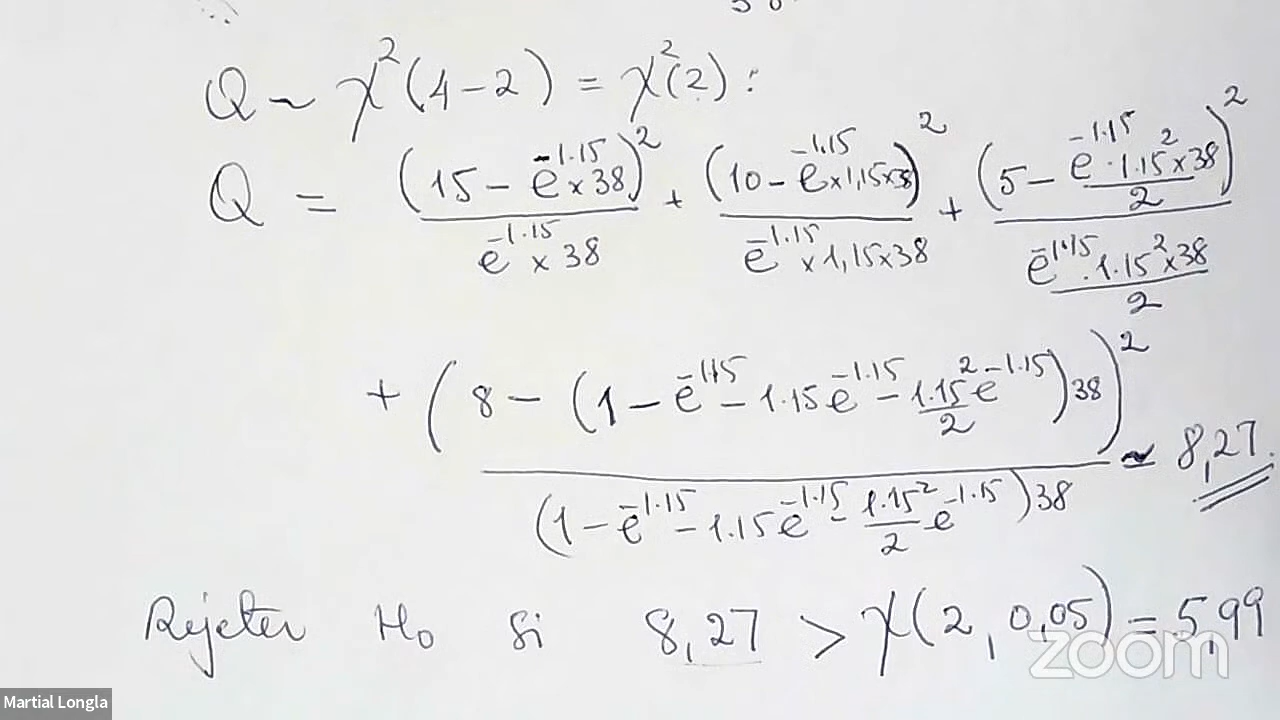 Q ~ χ²(4-2) = χ²(2) :
Q = (15 - e^{-1.15} × 38)² / (e^{-1.15} × 38) + (10 - e^{-1.15} × 1,15 × 38)² / (e^{-1.15} × 1,15 × 38) + (5 - (e^{-1.15} · 1.15² × 38)/2)² / ((e^{-1.15} · 1.15² × 38)/2)
+ (8 - (1 - e^{-1.15} - 1.15 e^{-1.15} - (1.15²/2) e^{-1.15}) 38)² / ((1 - e^{-1.15} - 1.15 e^{-1.15} - (1.15²/2) e^{-1.15}) 38) ≃ 8,27.
Rejeter H₀ si 8,27 > χ(2, 0,05) = 5,99
zoom
Martial Longla